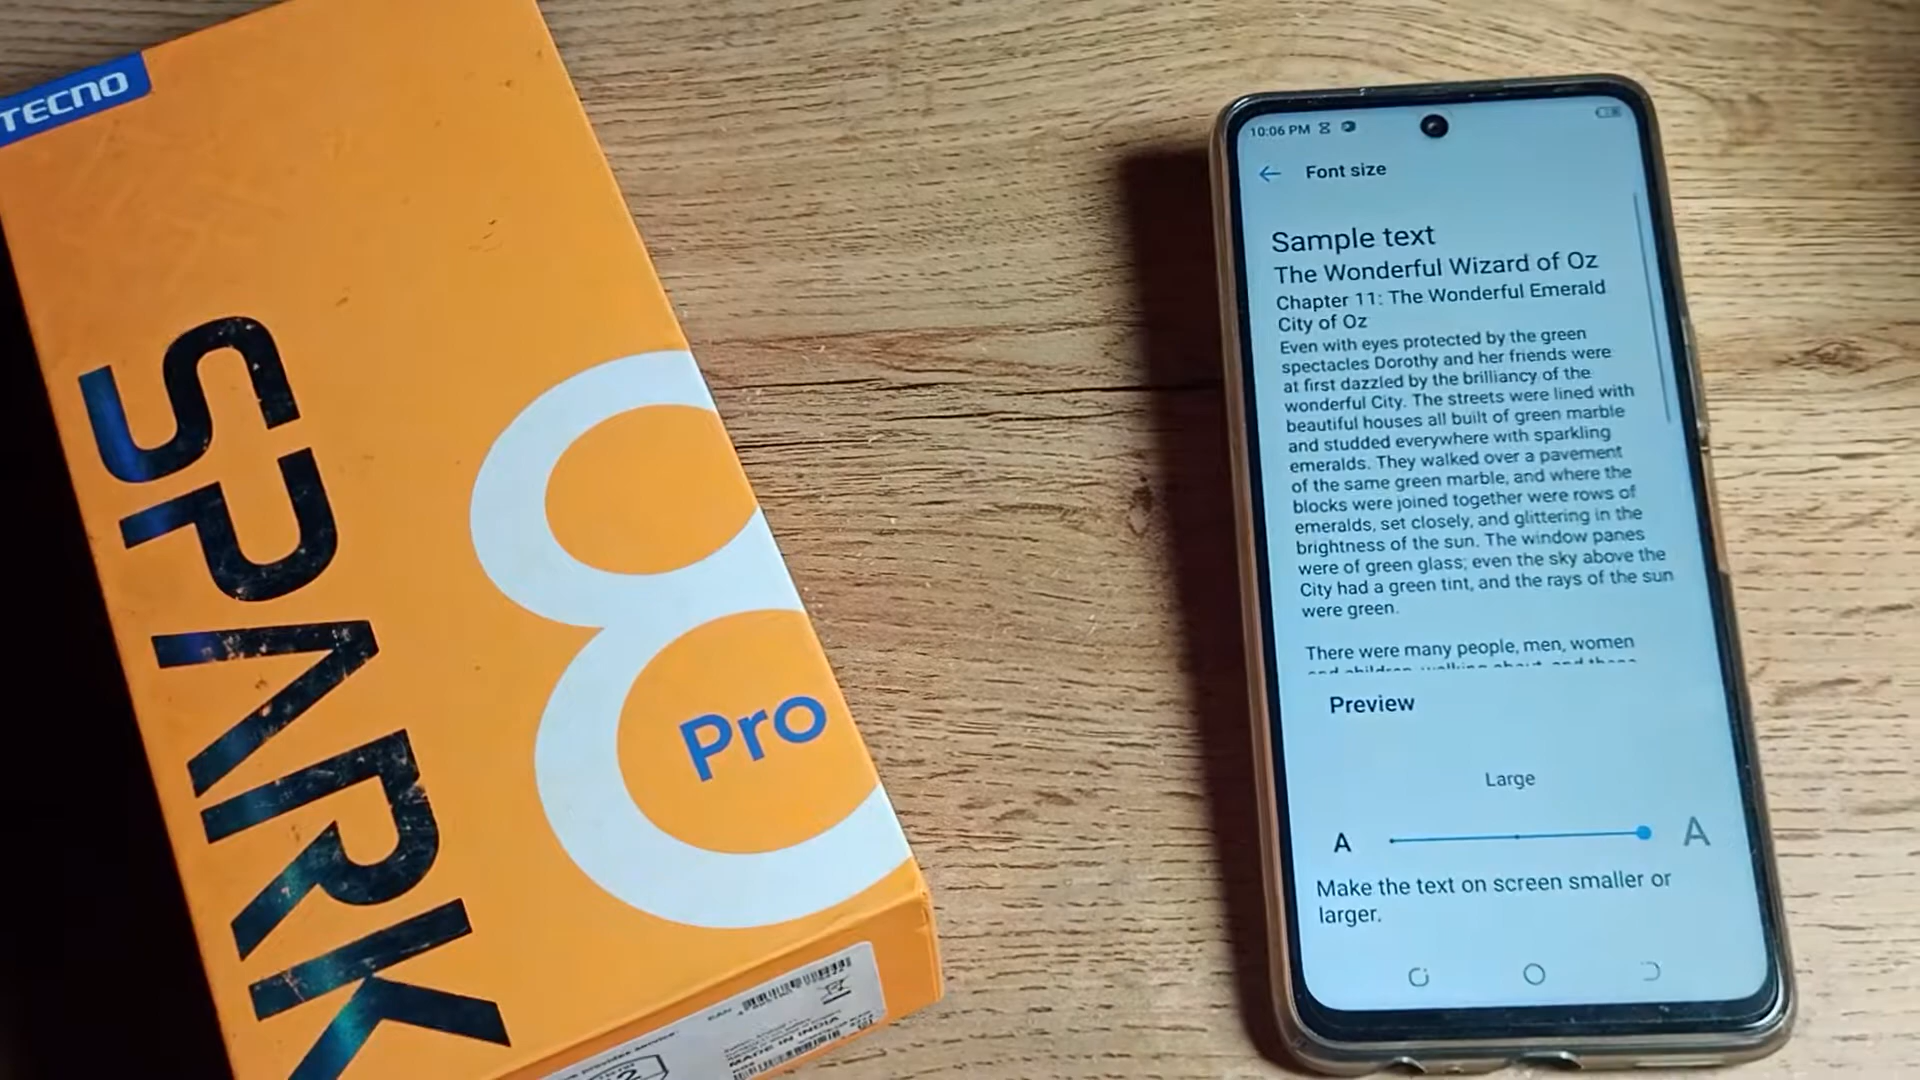 TECNO
SPARK
8
Pro
MADE IN INDIA
10:06 PM
Font size
Sample text
The Wonderful Wizard of Oz
Chapter 11: The Wonderful Emerald
City of Oz
Even with eyes protected by the green
spectacles Dorothy and her friends were
at first dazzled by the brilliancy of the
wonderful City. The streets were lined with
beautiful houses all built of green marble
and studded everywhere with sparkling
emeralds. They walked over a pavement
of the same green marble, and where the
blocks were joined together were rows of
emeralds, set closely, and glittering in the
brightness of the sun. The window panes
were of green glass; even the sky above the
City had a green tint, and the rays of the sun
were green.
There were many people, men, women
and children, walking about, and these
Preview
Large
A A
Make the text on screen smaller or
larger.